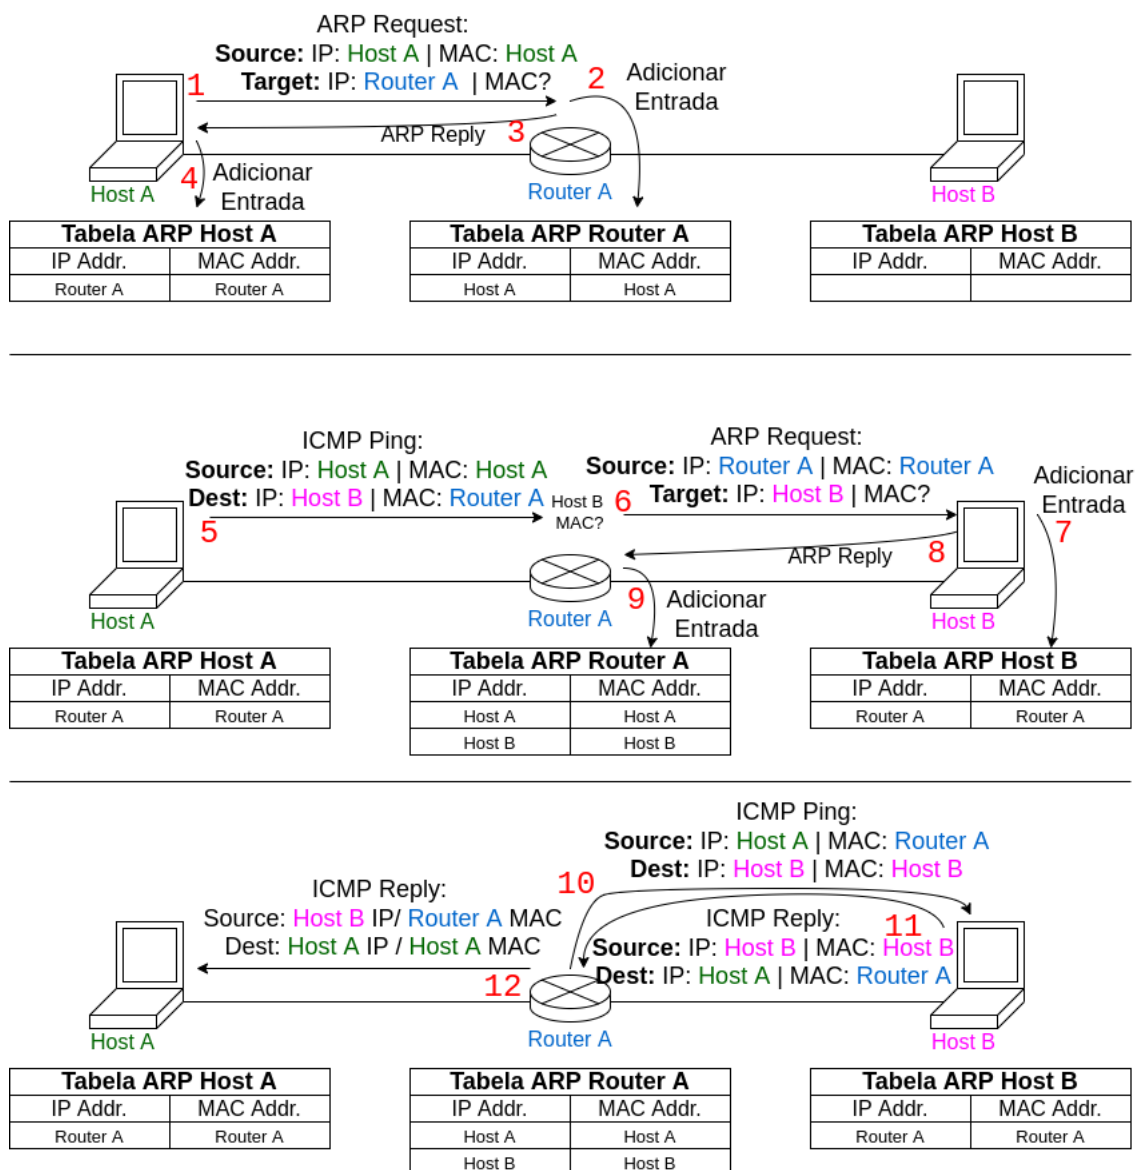 ARP Request:
Source: IP: Host A | MAC: Host A
Target: IP: Router A | MAC?
1
2
Adicionar
Entrada
ARP Reply
3
4
Adicionar
Entrada
Host A
Router A
Host B
Tabela ARP Host A
IP Addr. MAC Addr.
Router A Router A
Tabela ARP Router A
IP Addr. MAC Addr.
Host A Host A
Tabela ARP Host B
IP Addr. MAC Addr.
ICMP Ping:
Source: IP: Host A | MAC: Host A
Dest: IP: Host B | MAC: Router A
5
Host B
MAC?
ARP Request:
Source: IP: Router A | MAC: Router A
Target: IP: Host B | MAC?
6
Adicionar
Entrada
7
ARP Reply
8
9
Adicionar
Entrada
Host A
Router A
Host B
Tabela ARP Host A
IP Addr. MAC Addr.
Router A Router A
Tabela ARP Router A
IP Addr. MAC Addr.
Host A Host A
Host B Host B
Tabela ARP Host B
IP Addr. MAC Addr.
Router A Router A
ICMP Ping:
Source: IP: Host A | MAC: Router A
Dest: IP: Host B | MAC: Host B
10
ICMP Reply:
11
Source: IP: Host B | MAC: Host B
Dest: IP: Host A | MAC: Router A
ICMP Reply:
Source: Host B IP/ Router A MAC
Dest: Host A IP / Host A MAC
12
Host A
Router A
Host B
Tabela ARP Host A
IP Addr. MAC Addr.
Router A Router A
Tabela ARP Router A
IP Addr. MAC Addr.
Host A Host A
Host B Host B
Tabela ARP Host B
IP Addr. MAC Addr.
Router A Router A